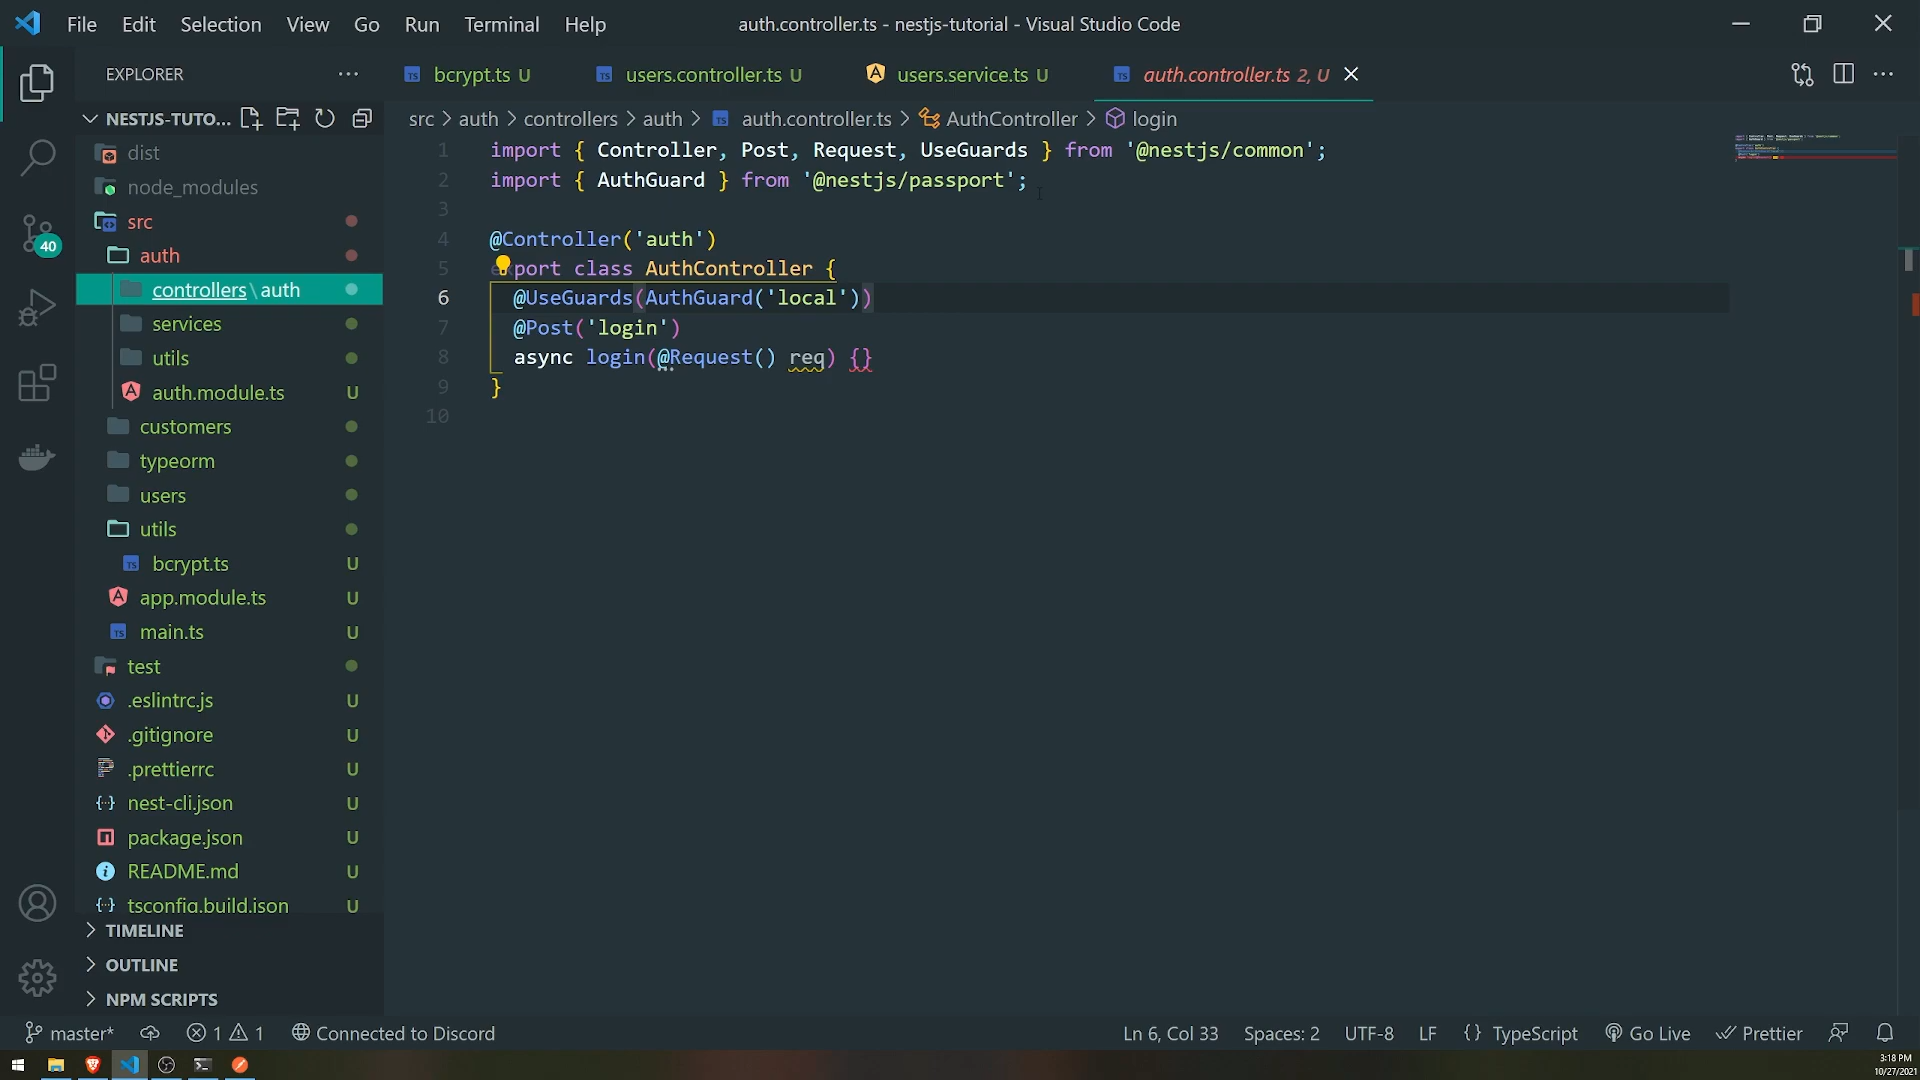 File Edit Selection View Go Run Terminal Help
auth.controller.ts - nestjs-tutorial - Visual Studio Code
EXPLORER
bcrypt.ts U
users.controller.ts U
users.service.ts U
auth.controller.ts 2, U
NESTJS-TUTO...
src > auth > controllers > auth > auth.controller.ts > AuthController > login
dist
node_modules
src
auth
controllers\auth
services
utils
auth.module.ts U
customers
typeorm
users
utils
bcrypt.ts U
app.module.ts U
main.ts U
test
.eslintrc.js U
.gitignore U
.prettierrc U
nest-cli.json U
package.json U
README.md U
tsconfig.build.json U
TIMELINE
OUTLINE
NPM SCRIPTS
40
1 import { Controller, Post, Request, UseGuards } from '@nestjs/common';
2 import { AuthGuard } from '@nestjs/passport';
3
4 @Controller('auth')
5 export class AuthController {
6 @UseGuards(AuthGuard('local'))
7 @Post('login')
8 async login(@Request() req) {}
9 }
10
master* 1 1 Connected to Discord
Ln 6, Col 33 Spaces: 2 UTF-8 LF {} TypeScript Go Live Prettier
3:18 PM
10/27/2021